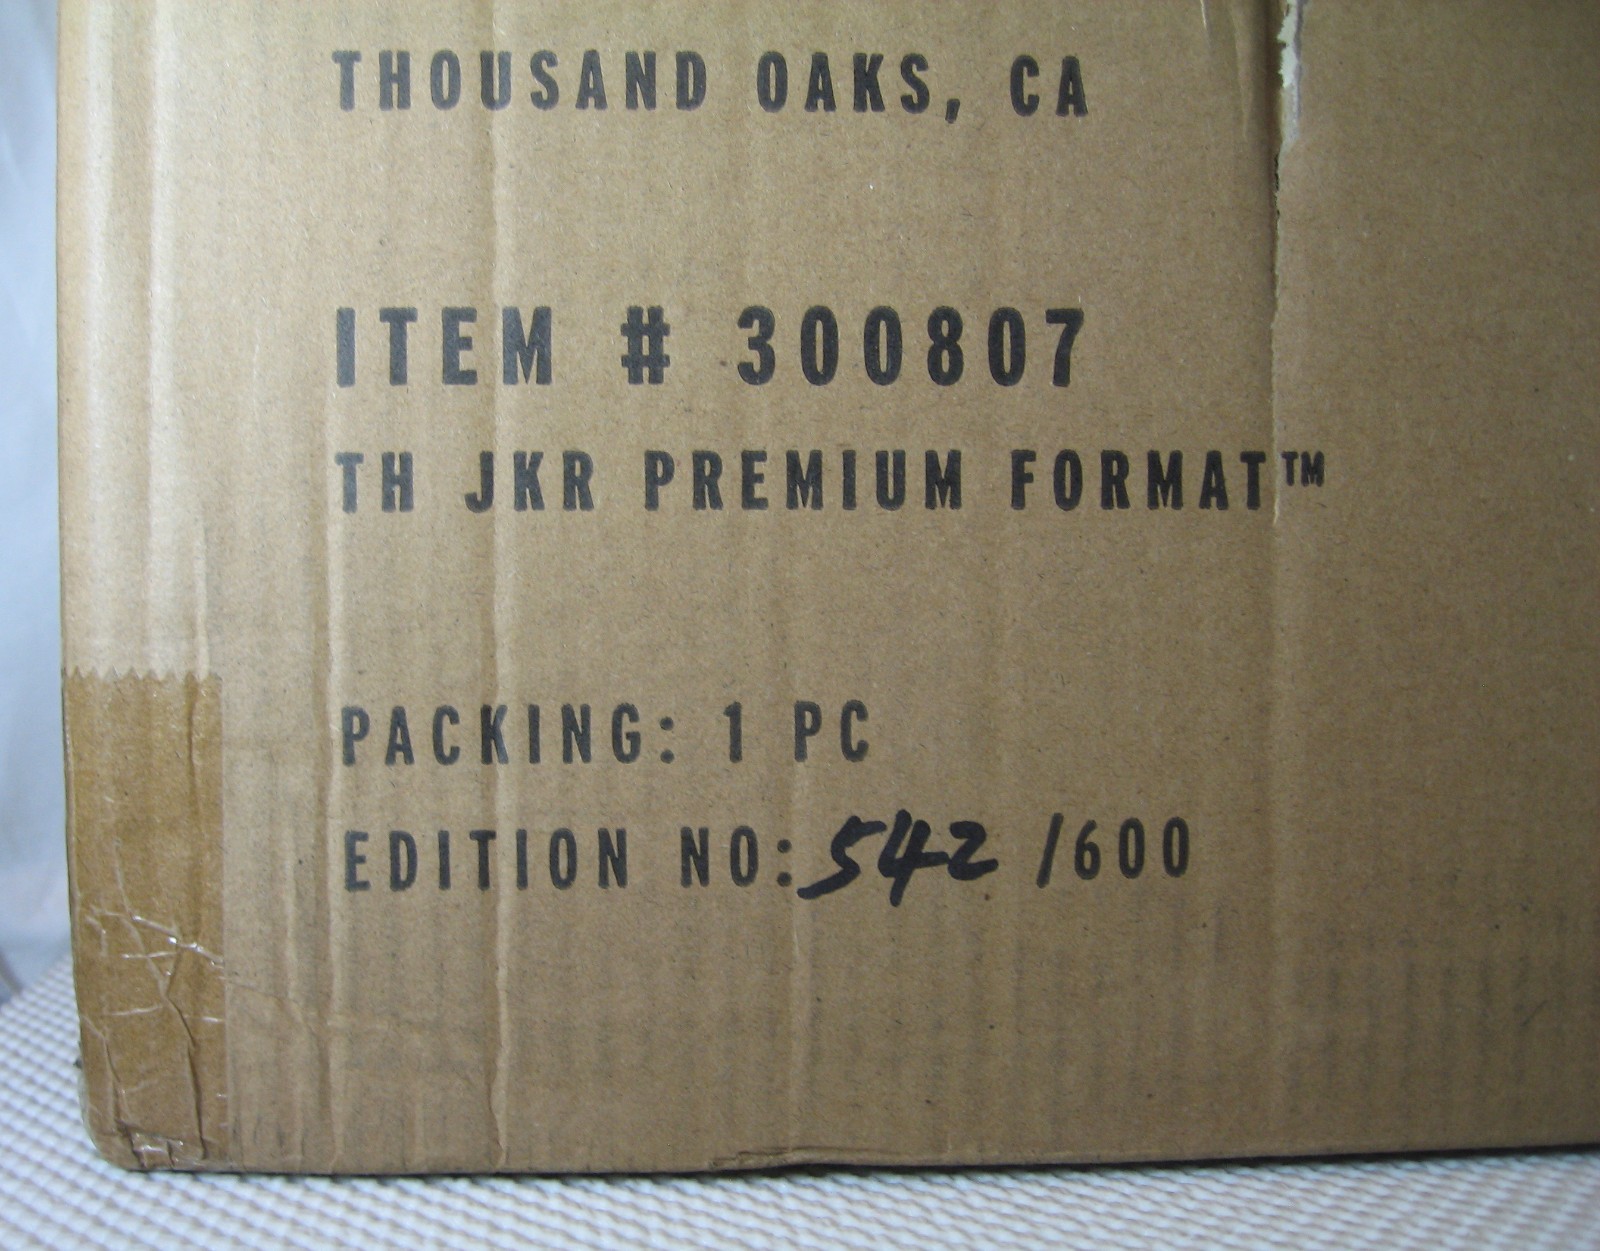 THOUSAND OAKS, CA
ITEM # 300807
TH JKR PREMIUM FORMAT™
PACKING: 1 PC
EDITION NO: 542 /600